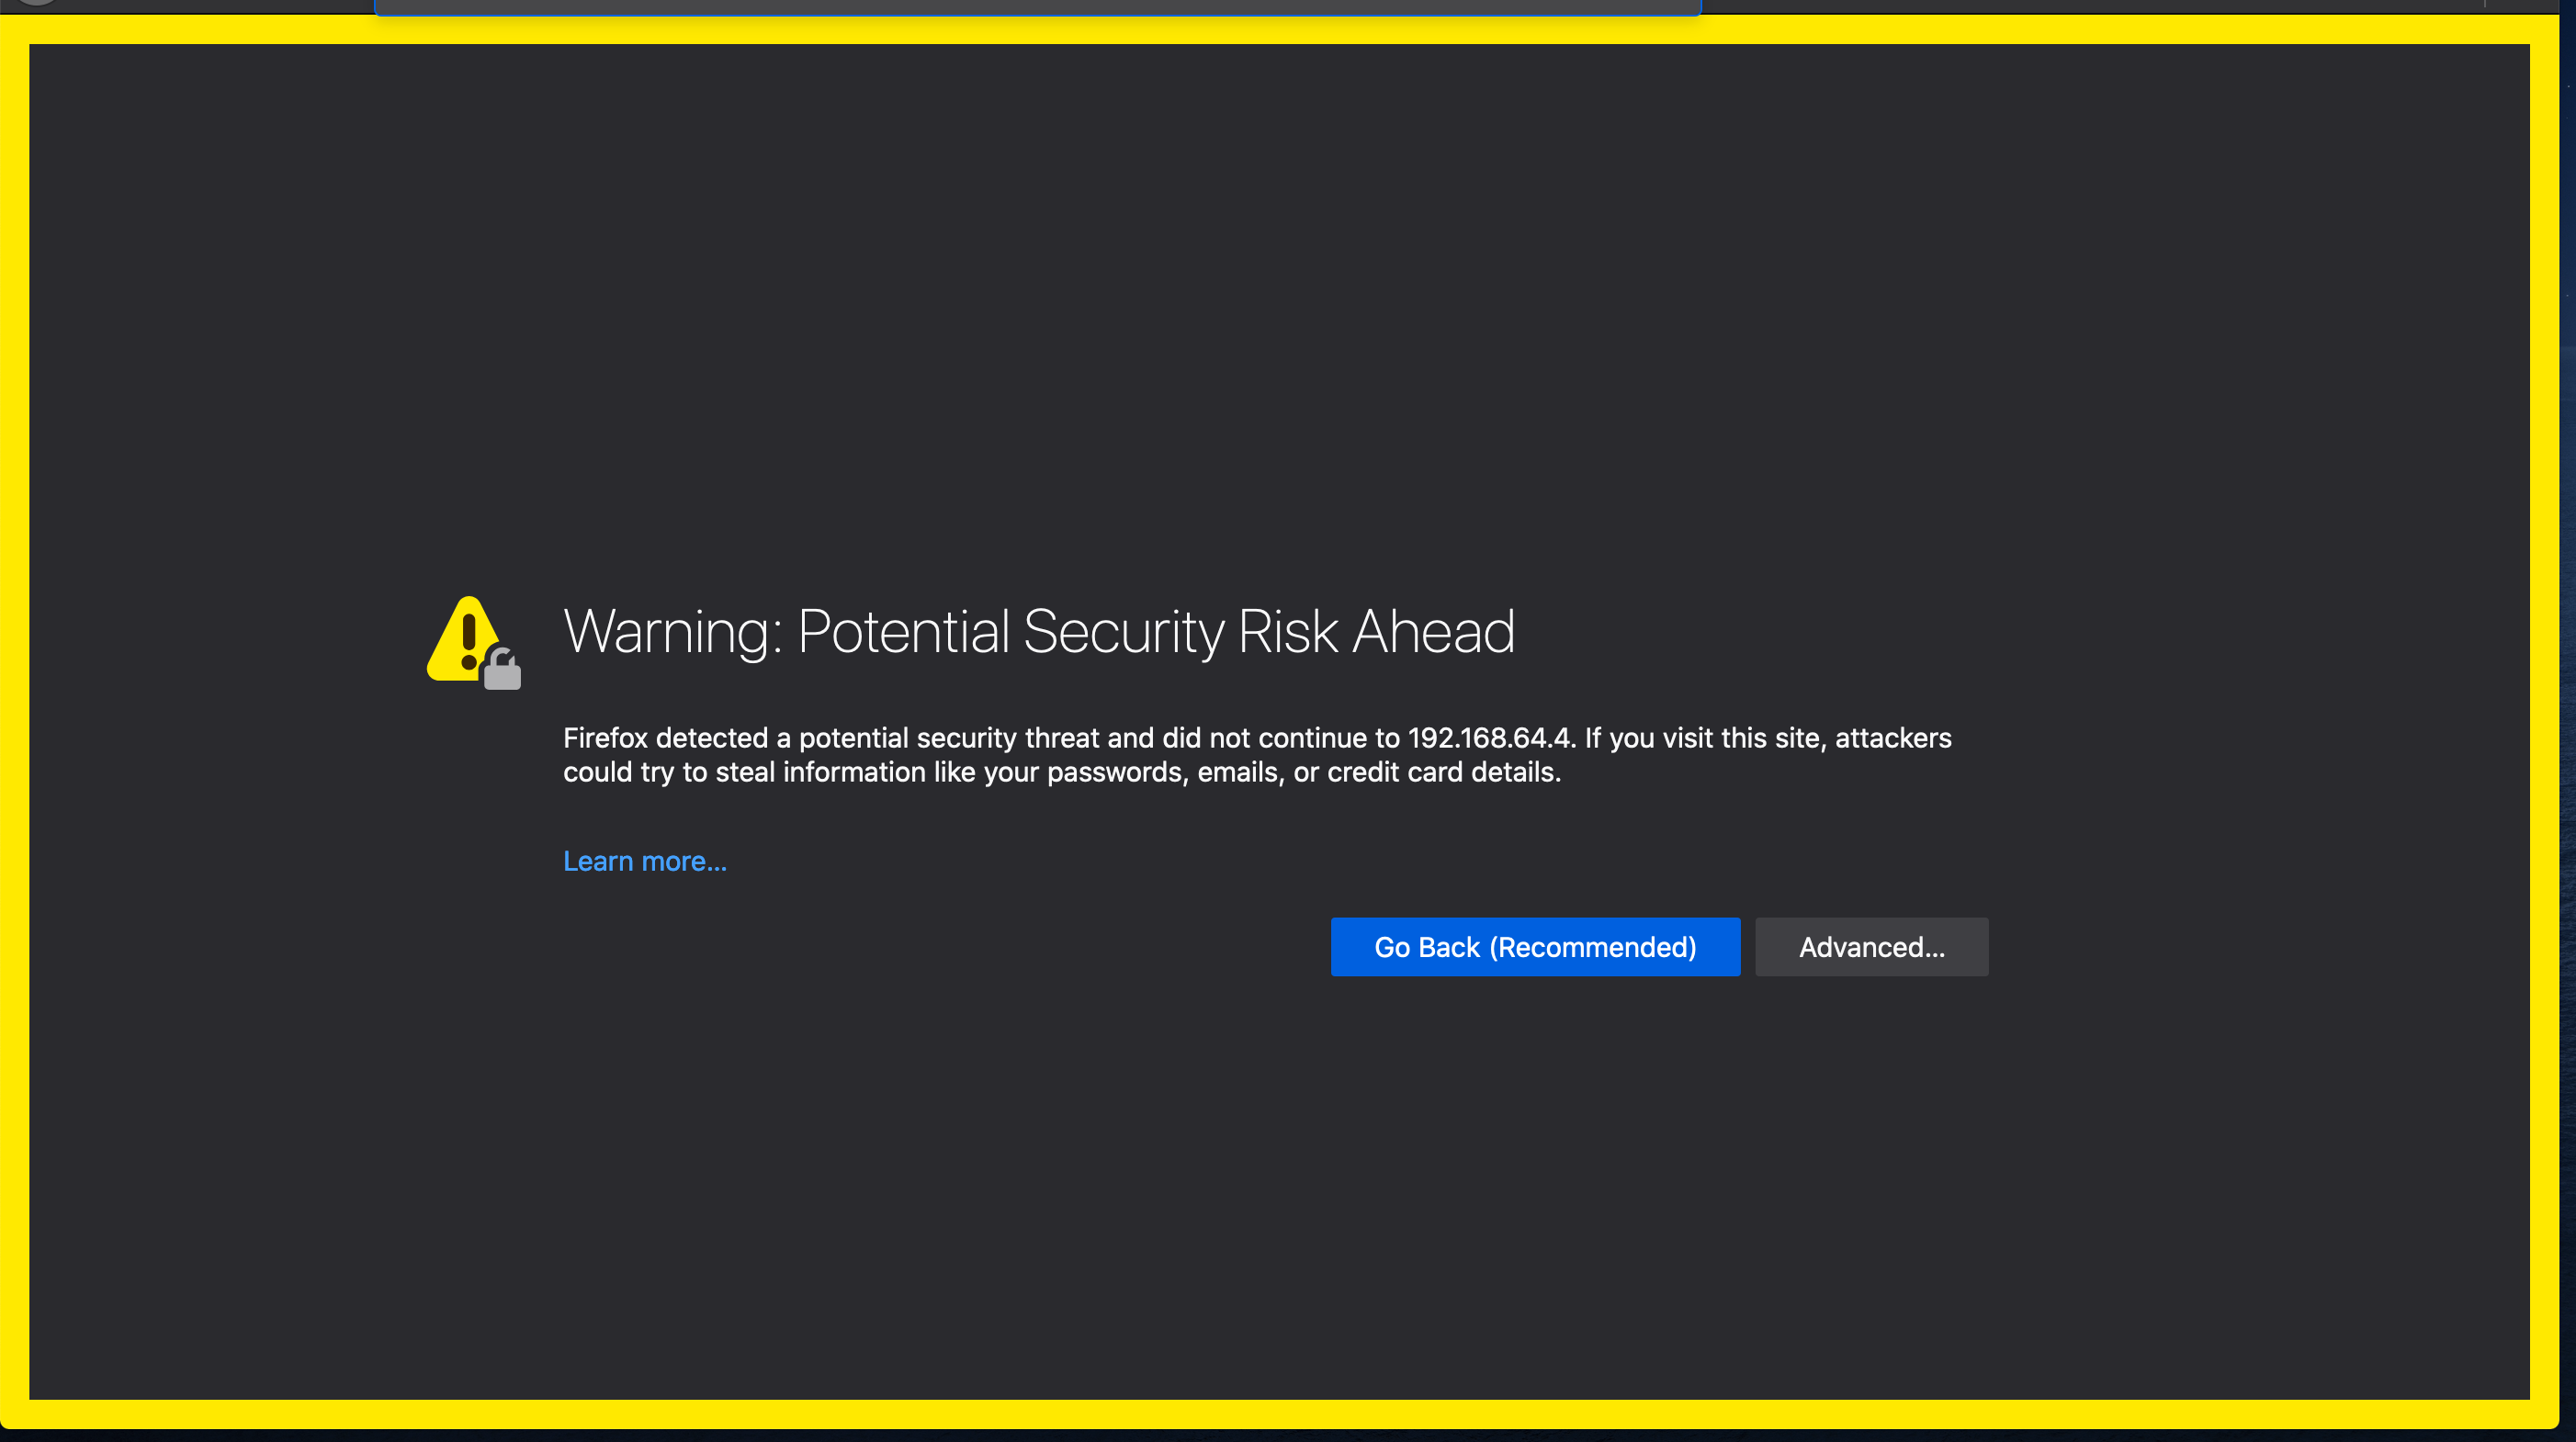 Warning: Potential Security Risk Ahead
Firefox detected a potential security threat and did not continue to 192.168.64.4. If you visit this site, attackers
could try to steal information like your passwords, emails, or credit card details.
Learn more...
Go Back (Recommended)
Advanced...